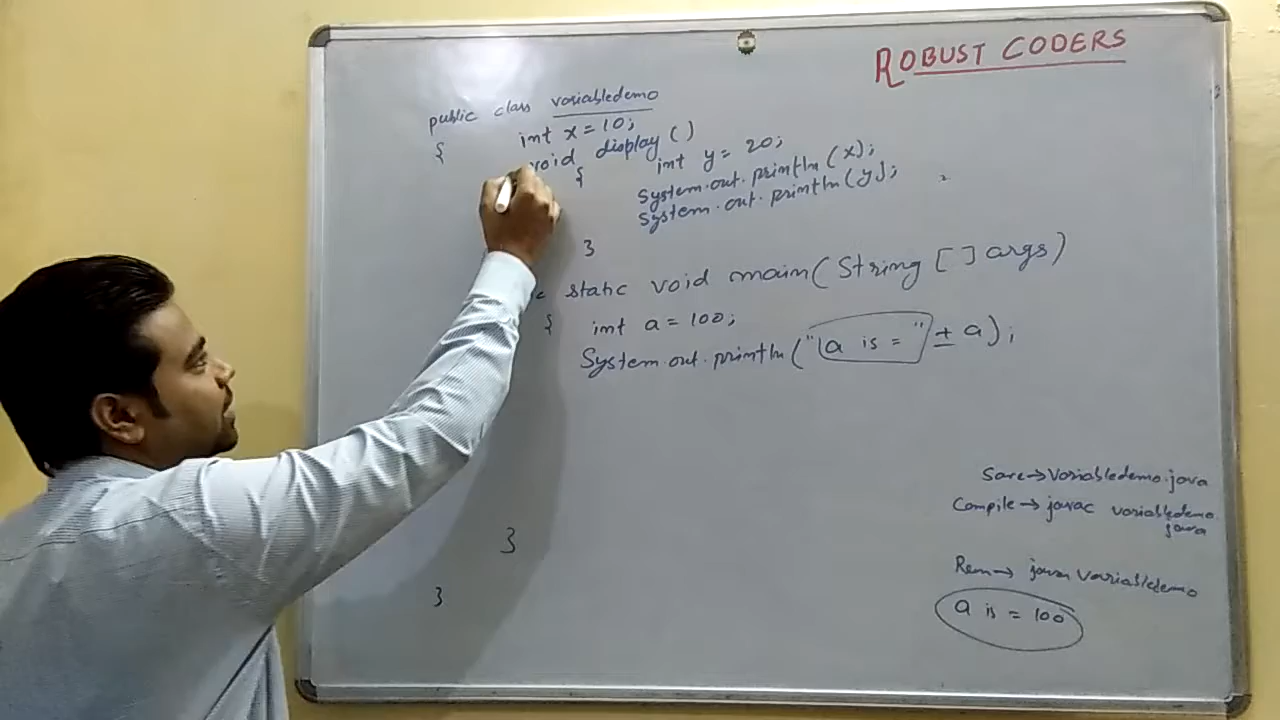 ROBUST CODERS
public class variabledemo
{ int x = 10;
void display ()
{ int y = 20;
System.out.println (x);
System.out.println (y);
}
static void main (String [] args)
{ int a = 100;
System.out.println ("a is = " + a);
}
}
Save → variabledemo.java
Compile → javac variabledemo.
java
Run → java variabledemo
a is = 100